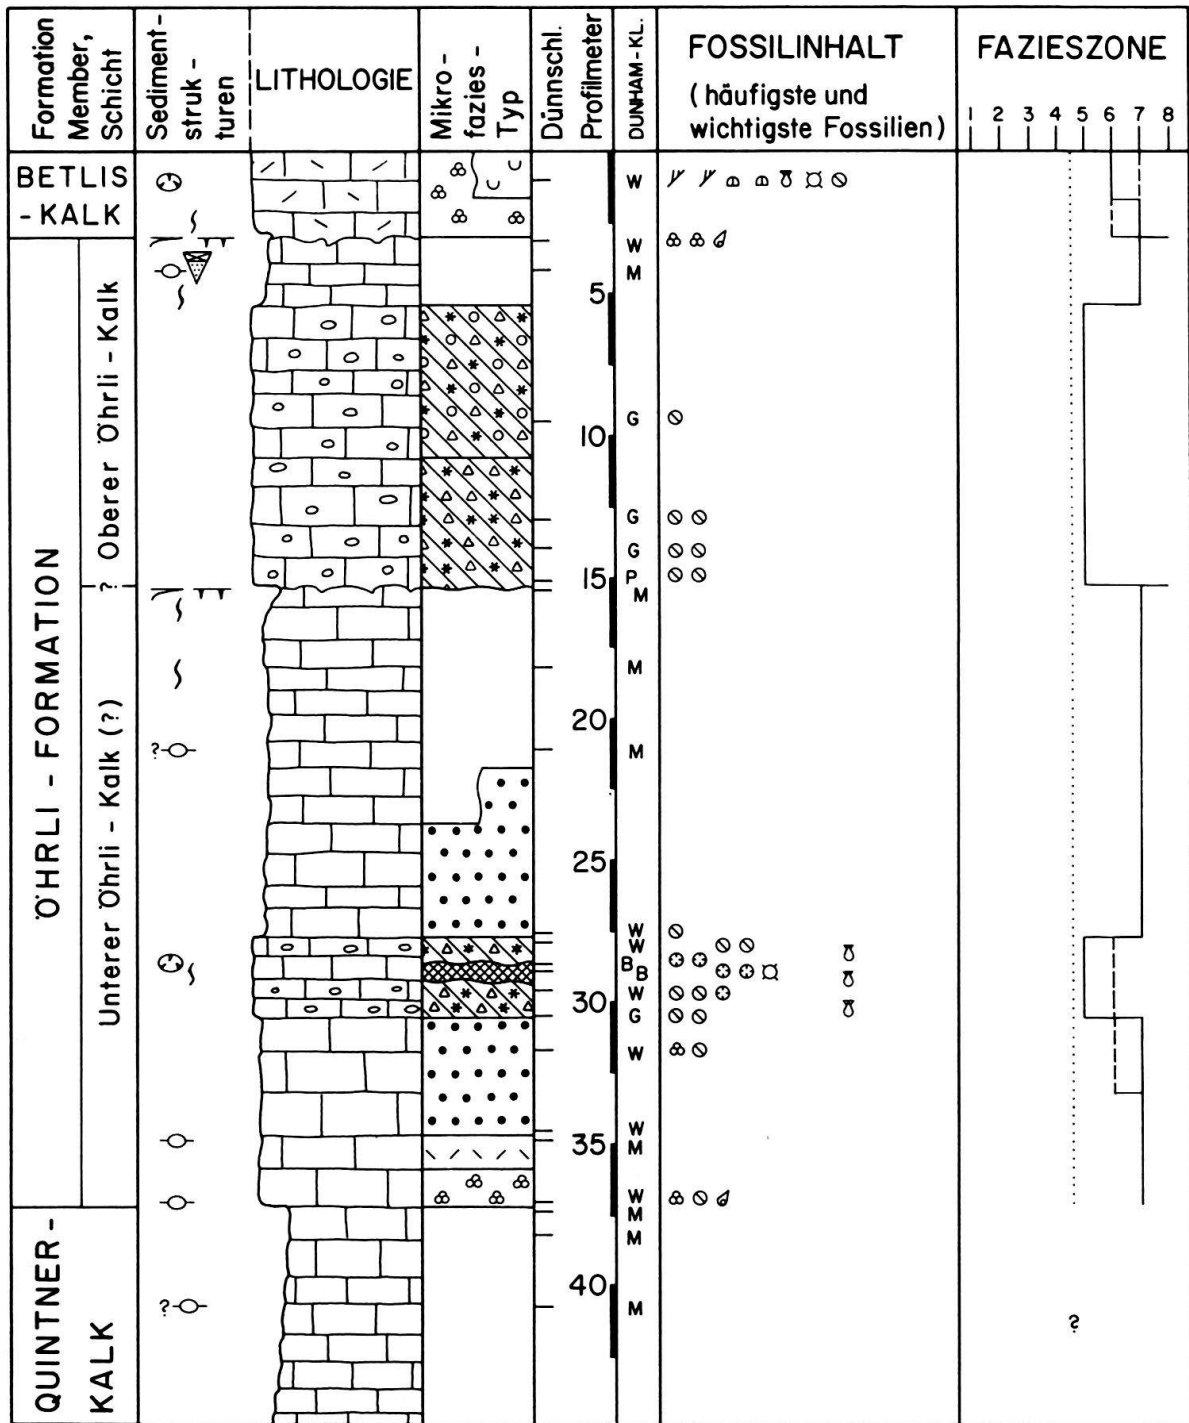 Formation
Member,
Schicht
Sediment-
struk-
turen
LITHOLOGIE
Mikro-
fazies-
Typ
Dünnschl.
Profilmeter
DUNHAM-KL.
FOSSILINHALT
(häufigste und
wichtigste Fossilien)
FAZIESZONE
1 2 3 4 5 6 7 8
BETLIS
-KALK
ÖHRLI-FORMATION
Oberer Öhrli-Kalk
?
Unterer Öhrli-Kalk (?)
QUINTNER-
KALK
?
?
5
10
15
20
25
30
35
40
W
W
M
G
G
G
P
M
M
M
W
W
B
B
W
G
W
W
M
W
M
M
M
?